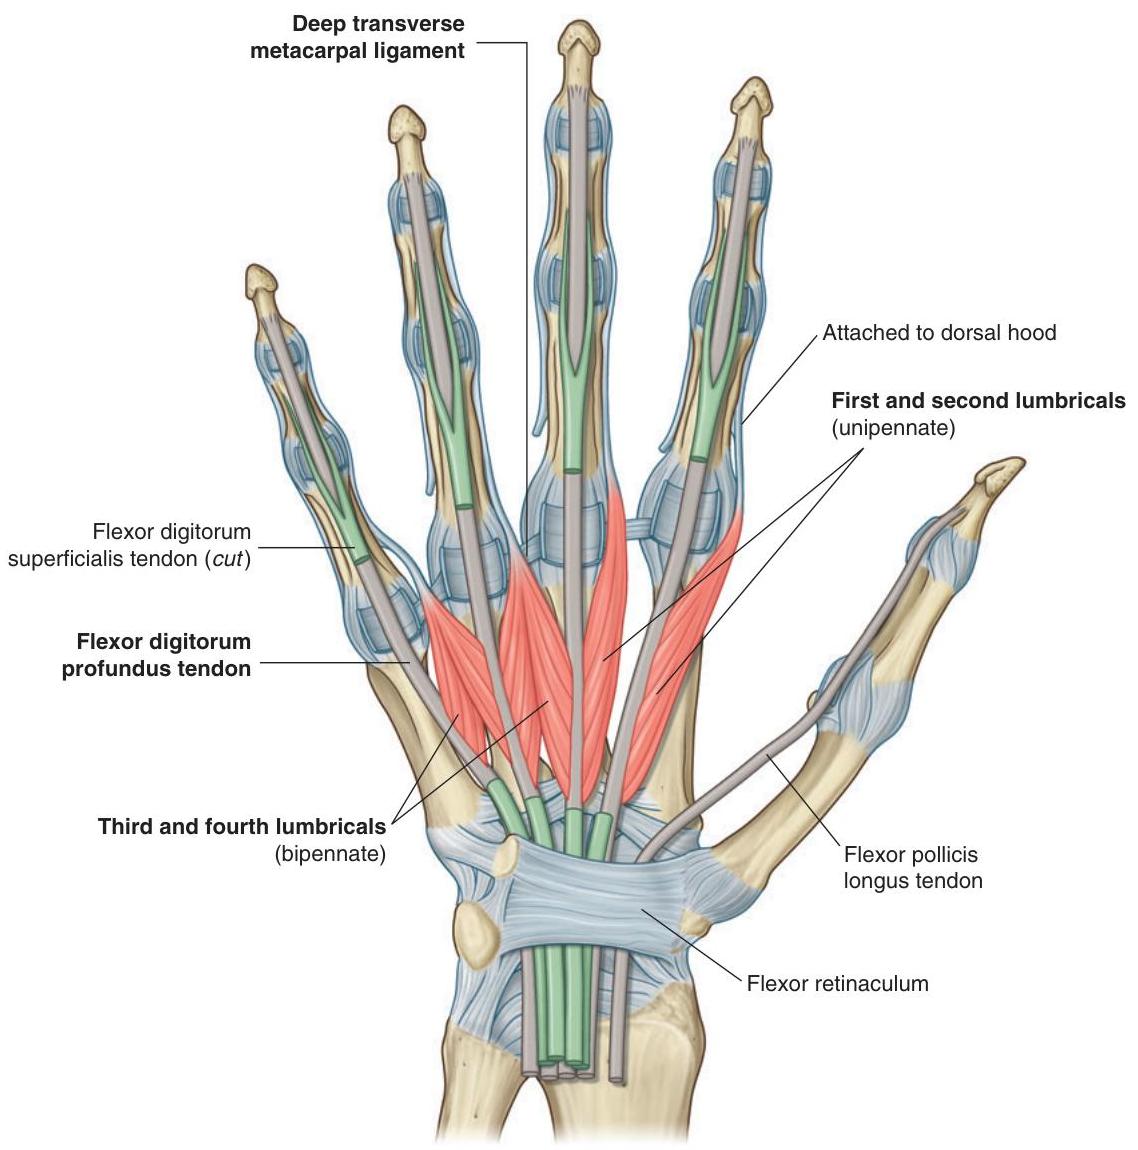 Deep transverse
metacarpal ligament
Attached to dorsal hood
First and second lumbricals
(unipennate)
Flexor digitorum
superficialis tendon (cut)
Flexor digitorum
profundus tendon
Third and fourth lumbricals
(bipennate)
Flexor pollicis
longus tendon
Flexor retinaculum